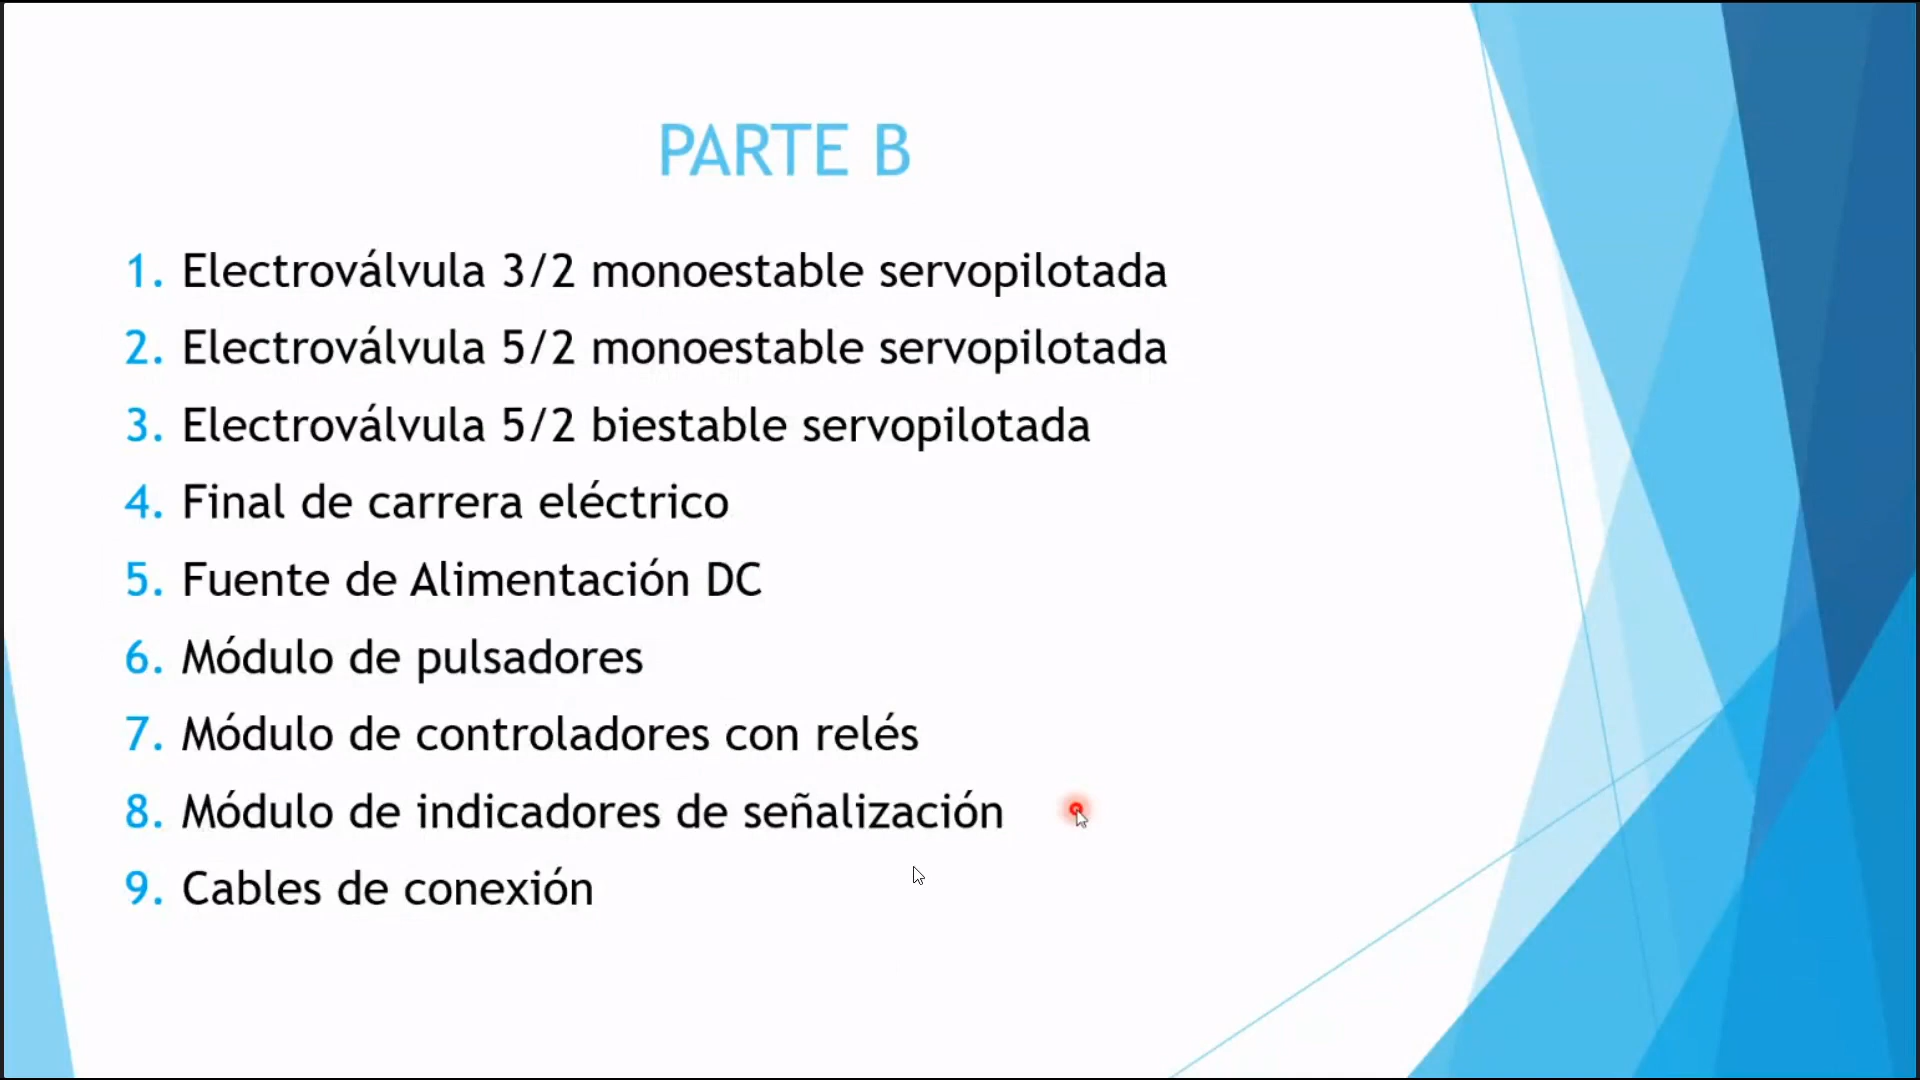 PARTE B
1. Electroválvula 3/2 monoestable servopilotada
2. Electroválvula 5/2 monoestable servopilotada
3. Electroválvula 5/2 biestable servopilotada
4. Final de carrera eléctrico
5. Fuente de Alimentación DC
6. Módulo de pulsadores
7. Módulo de controladores con relés
8. Módulo de indicadores de señalización
9. Cables de conexión